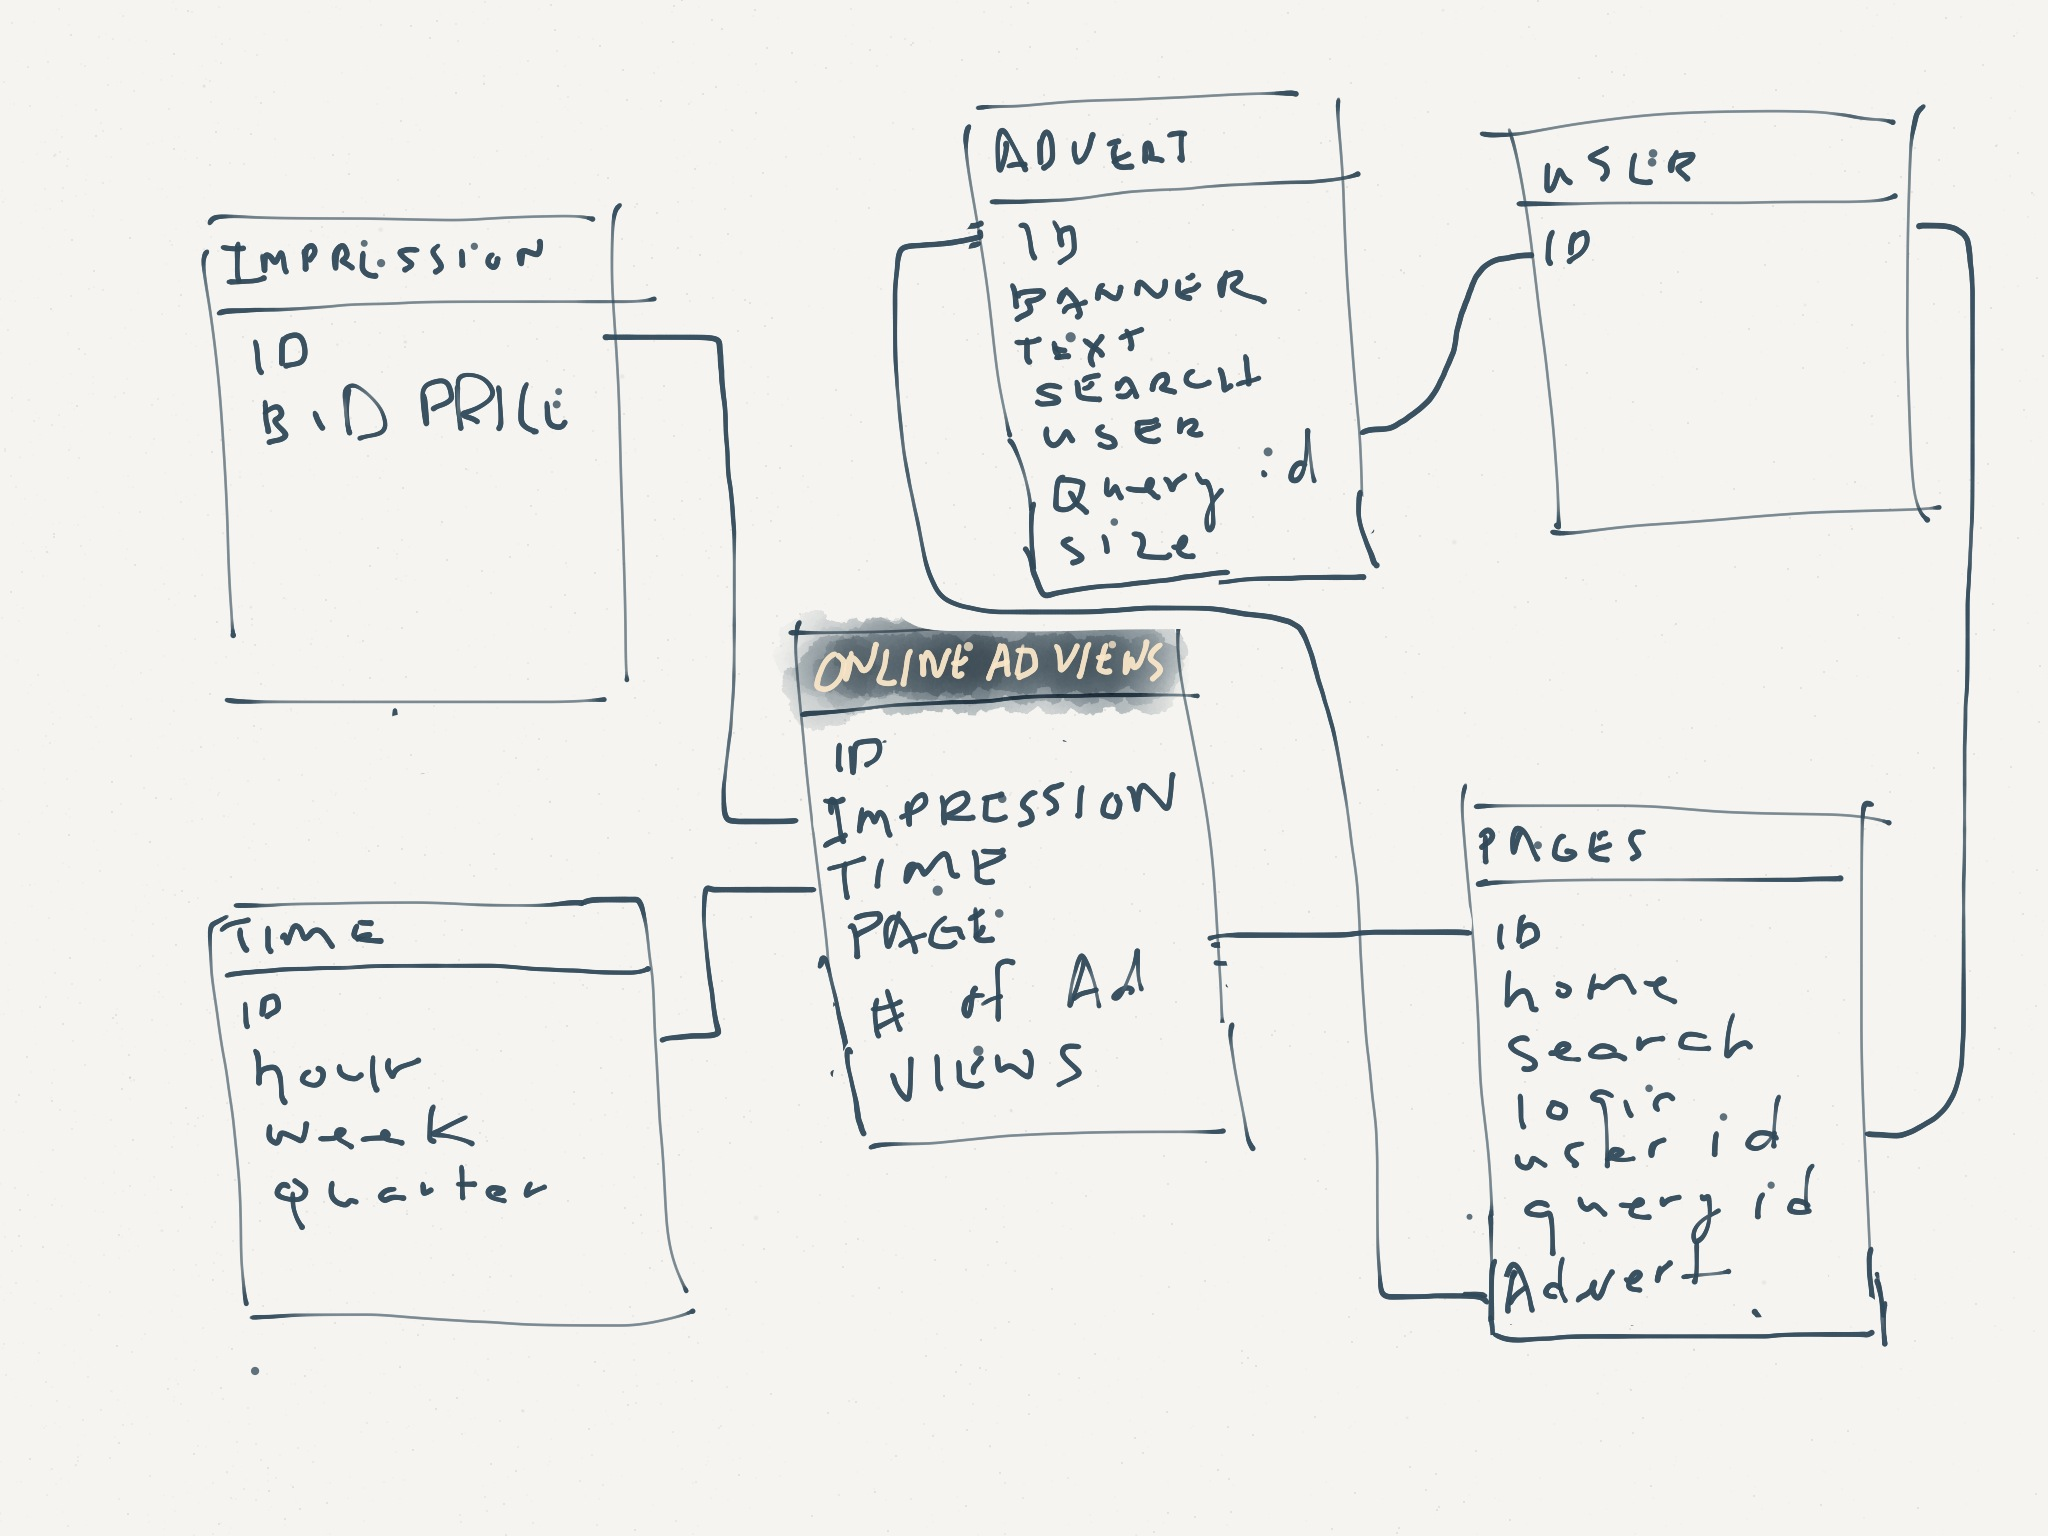 IMPRESSION
ID
BID PRICE
ADVERT
ID
BANNER
TEXT
SEARCH
USER
Query id
size
USER
ID
ONLINE AD VIEWS
ID
IMPRESSION
TIME
PAGE
# of Ad
VIEWS
TIME
ID
hour
week
quarter
PAGES
ID
home
search
login
user id
query id
Advert